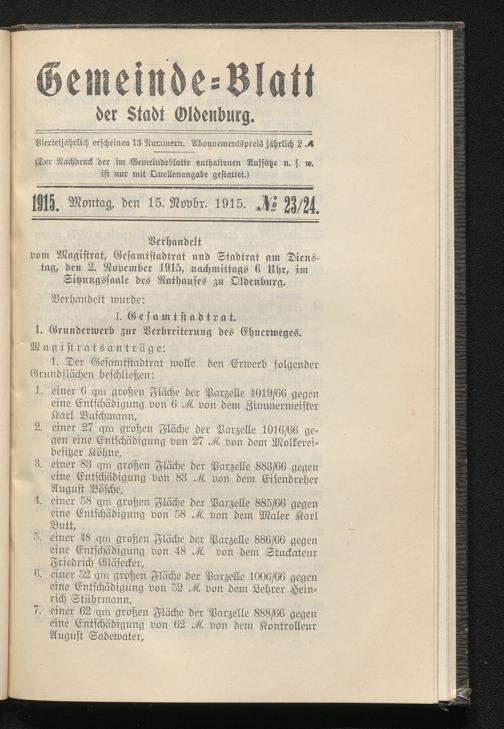 Gemeinde=Blatt
der Stadt Oldenburg.
Vierteljährlich erscheinen 13 Nummern. Abonnementspreis jährlich 2 ℳ
(Der Nachdruck der im Gemeindeblatte enthaltenen Aufsätze u. s. w.
ist nur mit Quellenangabe gestattet.)
1915. Montag, den 15. Novbr. 1915. № 23/24.
Verhandelt
vom Magistrat, Gesamtstadtrat und Stadtrat am Diens-
tag, den 2. November 1915, nachmittags 6 Uhr, im
Sitzungssaale des Rathauses zu Oldenburg.
Verhandelt wurde:
I. Gesamtstadtrat.
1. Grunderwerb zur Verbreiterung des Ehnerweges.
Magistratsanträge:
1. Der Gesamtstadtrat wolle den Erwerb folgender
Grundflächen beschließen:
1. einer 6 qm großen Fläche der Parzelle 1019/66 gegen
eine Entschädigung von 6 ℳ von dem Zimmermeister
Karl Buschmann,
2. einer 27 qm großen Fläche der Parzelle 1016/66 ge-
gen eine Entschädigung von 27 ℳ von dem Molkerei-
besitzer Köhne,
3. einer 83 qm großen Fläche der Parzelle 883/66 gegen
eine Entschädigung von 83 ℳ von dem Eisendreher
August Bösche,
4. einer 58 qm großen Fläche der Parzelle 885/66 gegen
eine Entschädigung von 58 ℳ von dem Maler Karl
Butt,
5. einer 48 qm großen Fläche der Parzelle 886/66 gegen
eine Entschädigung von 48 ℳ von dem Stuckateur
Friedrich Gläsecker,
6. einer 52 qm großen Fläche der Parzelle 1006/66 gegen
eine Entschädigung von 52 ℳ von dem Lehrer Hein-
rich Stührmann,
7. einer 62 qm großen Fläche der Parzelle 888/66 gegen
eine Entschädigung von 62 ℳ von dem Kontrolleur
August Sadewater,